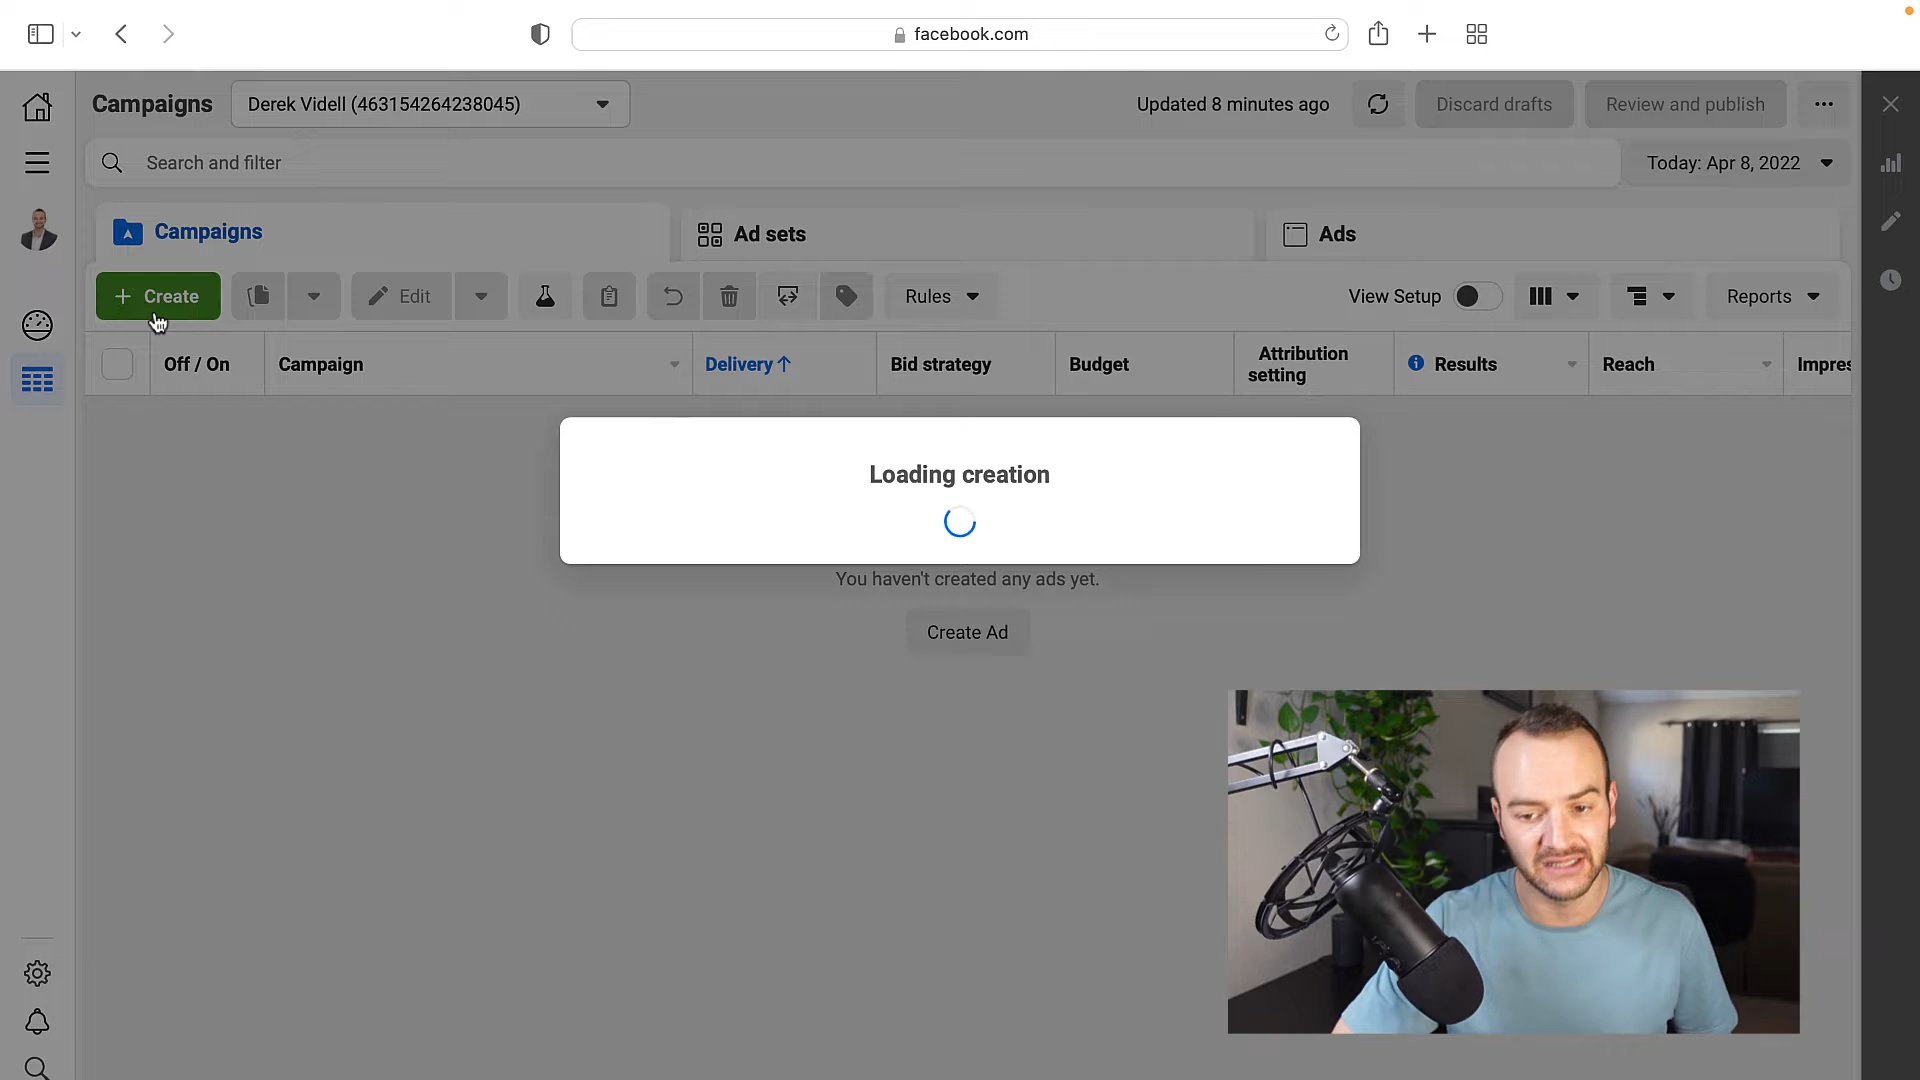 facebook.com
Campaigns
Derek Videll (463154264238045)
Updated 8 minutes ago
Discard drafts
Review and publish
Search and filter
Today: Apr 8, 2022
Campaigns
Ad sets
Ads
+ Create
Edit
Rules
View Setup
Reports
Off / On
Campaign
Delivery ↑
Bid strategy
Budget
Attribution
setting
Results
Reach
Impres
Loading creation
You haven't created any ads yet.
Create Ad